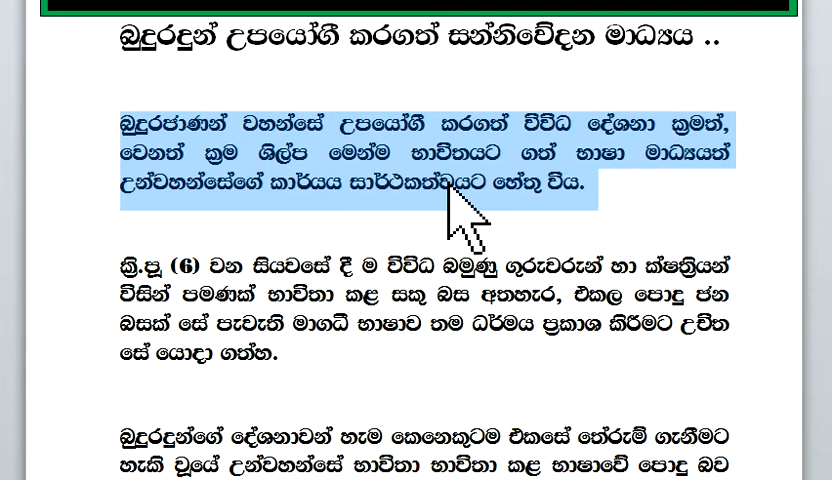 බුදුරදුන් උපයෝගී කරගත් සන්නිවේදන මාධ්‍යය ..
බුදුරජාණන් වහන්සේ උපයෝගී කරගත් විවිධ දේශනා ක්‍රමත්,
වෙනත් ක්‍රම ශිල්ප මෙන්ම භාවිතයට ගත් භාෂා මාධ්‍යයත්
උන්වහන්සේගේ කාර්යය සාර්ථකත්වයට හේතු විය.
ක්‍රි.පූ (6) වන සියවසේ දී ම විවිධ බමුණු ගුරුවරුන් හා ක්ෂත්‍රියන්
විසින් පමණක් භාවිතා කළ සකු බස අතහැර, එකල පොදු ජන
බසක් සේ පැවැති මාගධී භාෂාව තම ධර්මය ප්‍රකාශ කිරීමට උචිත
සේ යොදා ගත්හ.
බුදුරදුන්ගේ දේශනාවන් හැම කෙනෙකුටම එකසේ තේරුම් ගැනීමට
හැකි වූයේ උන්වහන්සේ භාවිතා භාවිතා කළ භාෂාවේ පොදු බව